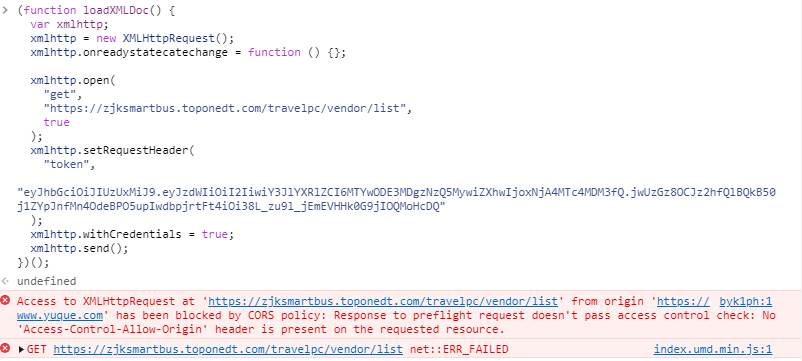 (function loadXMLDoc() {
var xmlhttp;
xmlhttp = new XMLHttpRequest();
xmlhttp.onreadystatecatechange = function () {};
xmlhttp.open(
"get",
"https://zjksmartbus.toponedt.com/travelpc/vendor/list",
true
);
xmlhttp.setRequestHeader(
"token",
"eyJhbGciOiJIUzUxMiJ9.eyJzdWIiOiI2IiwiY3JlYXRlZCI6MTYwODE3MDgzNzQ5MywiZXhwIjoxNjA4MTc4MDM3fQ.jwUzGz8OCJz2hfQlBQkB50
j1ZYpJnfMn4OdeBPO5upIwdbpjrtFt4iOi38L_zu9l_jEmEVHHk0G9jIOQMoHcDQ"
);
xmlhttp.withCredentials = true;
xmlhttp.send();
})();
undefined
Access to XMLHttpRequest at 'https://zjksmartbus.toponedt.com/travelpc/vendor/list' from origin 'https:// byklph:1
www.yuque.com' has been blocked by CORS policy: Response to preflight request doesn't pass access control check: No
'Access-Control-Allow-Origin' header is present on the requested resource.
GET https://zjksmartbus.toponedt.com/travelpc/vendor/list net::ERR_FAILED index.umd.min.js:1